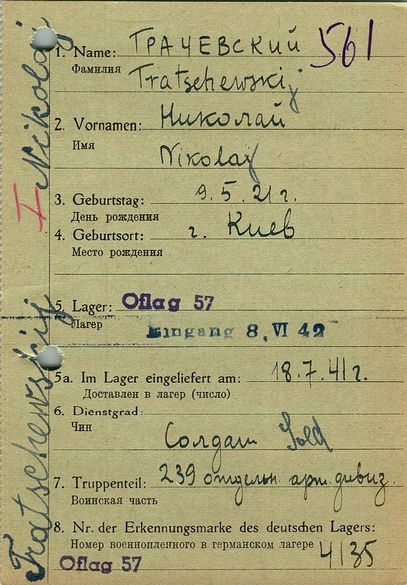 Tratschewskij Nikolaj
561
1. Name: ТРАЧЕВСКИЙ
Фамилия Tratschewskij
2. Vornamen: Николай
Имя
Nikolay
3. Geburtstag: 9.5.21 г.
День рождения
4. Geburtsort: г. Киев
Место рождения
5. Lager: Oflag 57
Лагер
Eingang 8. VI 42
5a. Im Lager eingeliefert am: 18.7.41 г.
Доставлен в лагер (число)
6. Dienstgrad:
Чин
Солдат Sold
7. Truppenteil: 239 отдельн. арт. дивиз.
Воинская часть
8. Nr. der Erkennungsmarke des deutschen Lagers:
Номер военнопленного в германском лагере 4135
Oflag 57